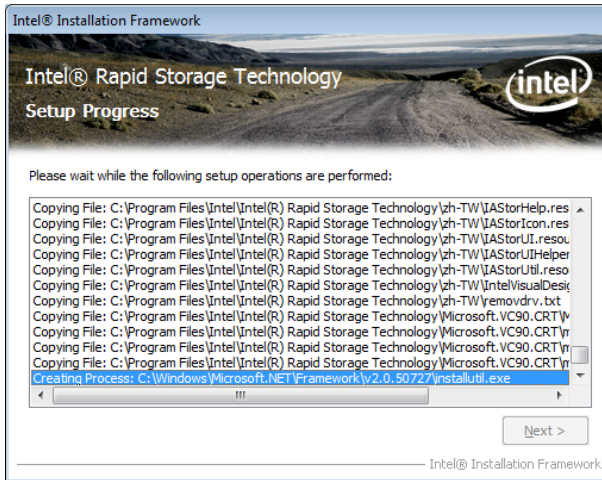 Intel® Installation Framework
Intel® Rapid Storage Technology
Setup Progress
intel
Please wait while the following setup operations are performed:
Copying File: C:\Program Files\Intel\Intel(R) Rapid Storage Technology\zh-TW\IAStorHelp.res
Copying File: C:\Program Files\Intel\Intel(R) Rapid Storage Technology\zh-TW\IAStorIcon.res
Copying File: C:\Program Files\Intel\Intel(R) Rapid Storage Technology\zh-TW\IAStorUI.resou
Copying File: C:\Program Files\Intel\Intel(R) Rapid Storage Technology\zh-TW\IAStorUIHelper
Copying File: C:\Program Files\Intel\Intel(R) Rapid Storage Technology\zh-TW\IAStorUtil.reso
Copying File: C:\Program Files\Intel\Intel(R) Rapid Storage Technology\zh-TW\IntelVisualDesig
Copying File: C:\Program Files\Intel\Intel(R) Rapid Storage Technology\zh-TW\removdrv.txt
Copying File: C:\Program Files\Intel\Intel(R) Rapid Storage Technology\Microsoft.VC90.CRT\M
Copying File: C:\Program Files\Intel\Intel(R) Rapid Storage Technology\Microsoft.VC90.CRT\m
Copying File: C:\Program Files\Intel\Intel(R) Rapid Storage Technology\Microsoft.VC90.CRT\m
Copying File: C:\Program Files\Intel\Intel(R) Rapid Storage Technology\Microsoft.VC90.CRT\m
Creating Process: C:\Windows\Microsoft.NET\Framework\v2.0.50727\installutil.exe
Next >
Intel® Installation Framework